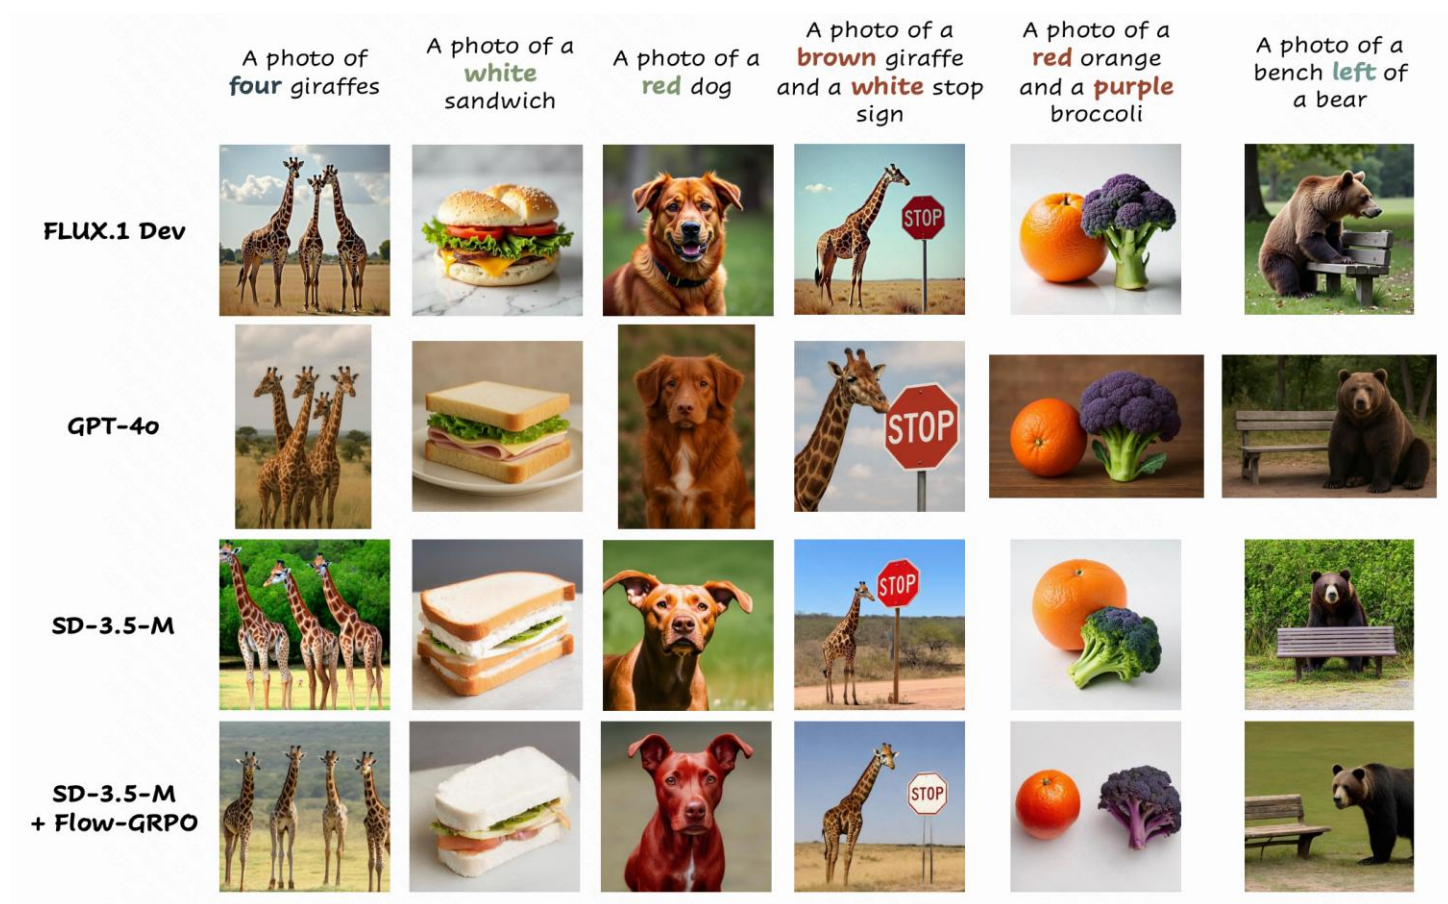 A photo of
four giraffes
A photo of a
white
sandwich
A photo of a
red dog
A photo of a
brown giraffe
and a white stop
sign
A photo of a
red orange
and a purple
broccoli
A photo of a
bench left of
a bear
FLUX.1 Dev
STOP
GPT-4o
STOP
SD-3.5-M
STOP
SD-3.5-M
+ Flow-GRPO
STOP